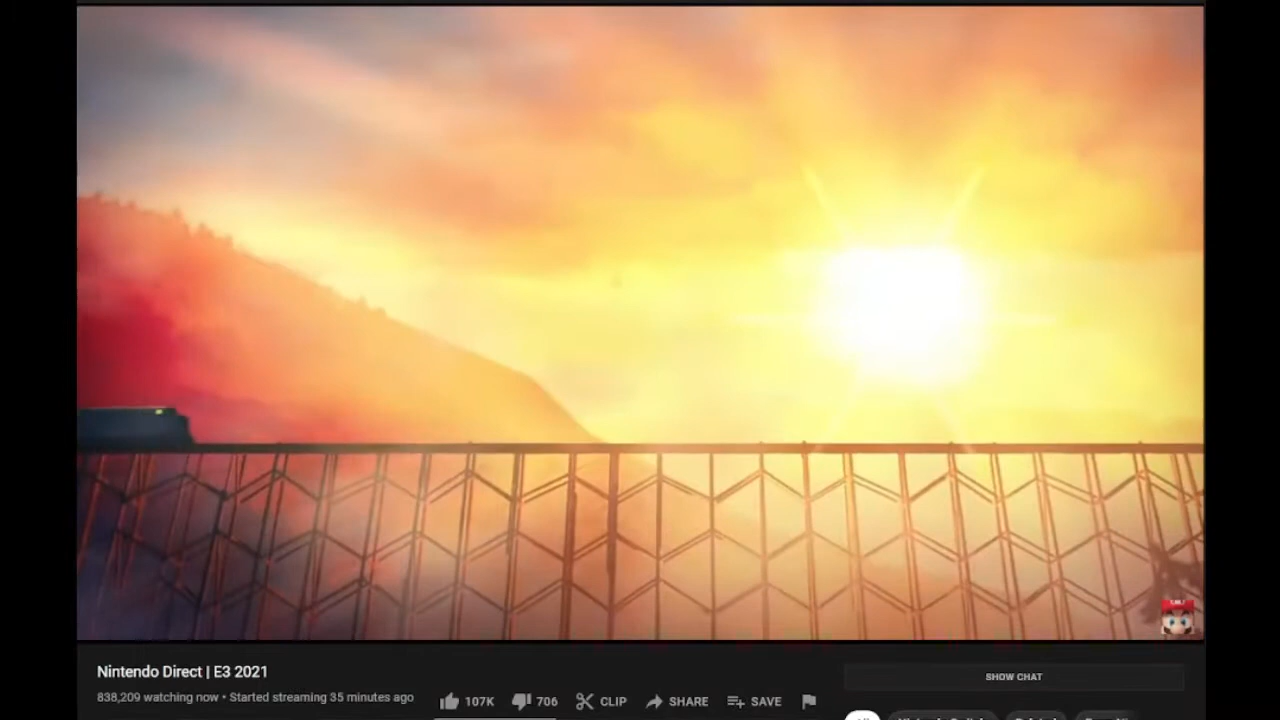 Nintendo Direct | E3 2021
838,209 watching now • Started streaming 35 minutes ago
107K 706 CLIP SHARE SAVE
SHOW CHAT